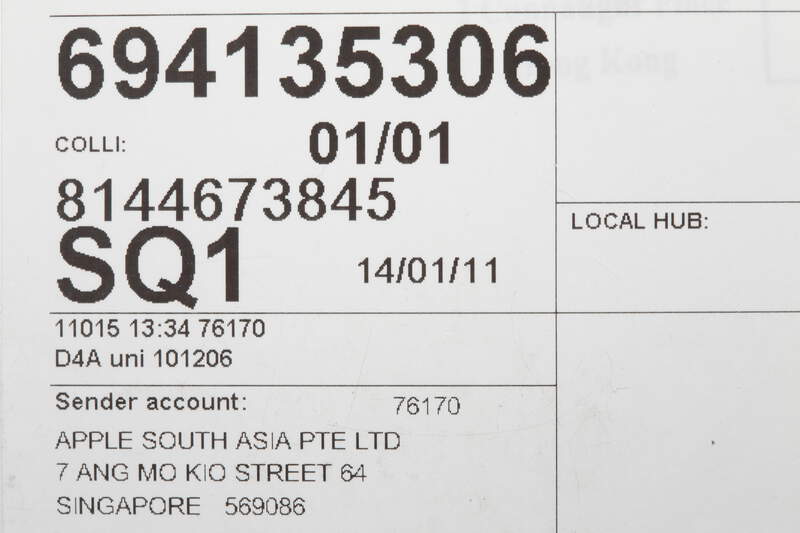 694135306
COLLI: 01/01
8144673845
SQ1 14/01/11
LOCAL HUB:
11015 13:34 76170
D4A uni 101206
Sender account: 76170
APPLE SOUTH ASIA PTE LTD
7 ANG MO KIO STREET 64
SINGAPORE 569086